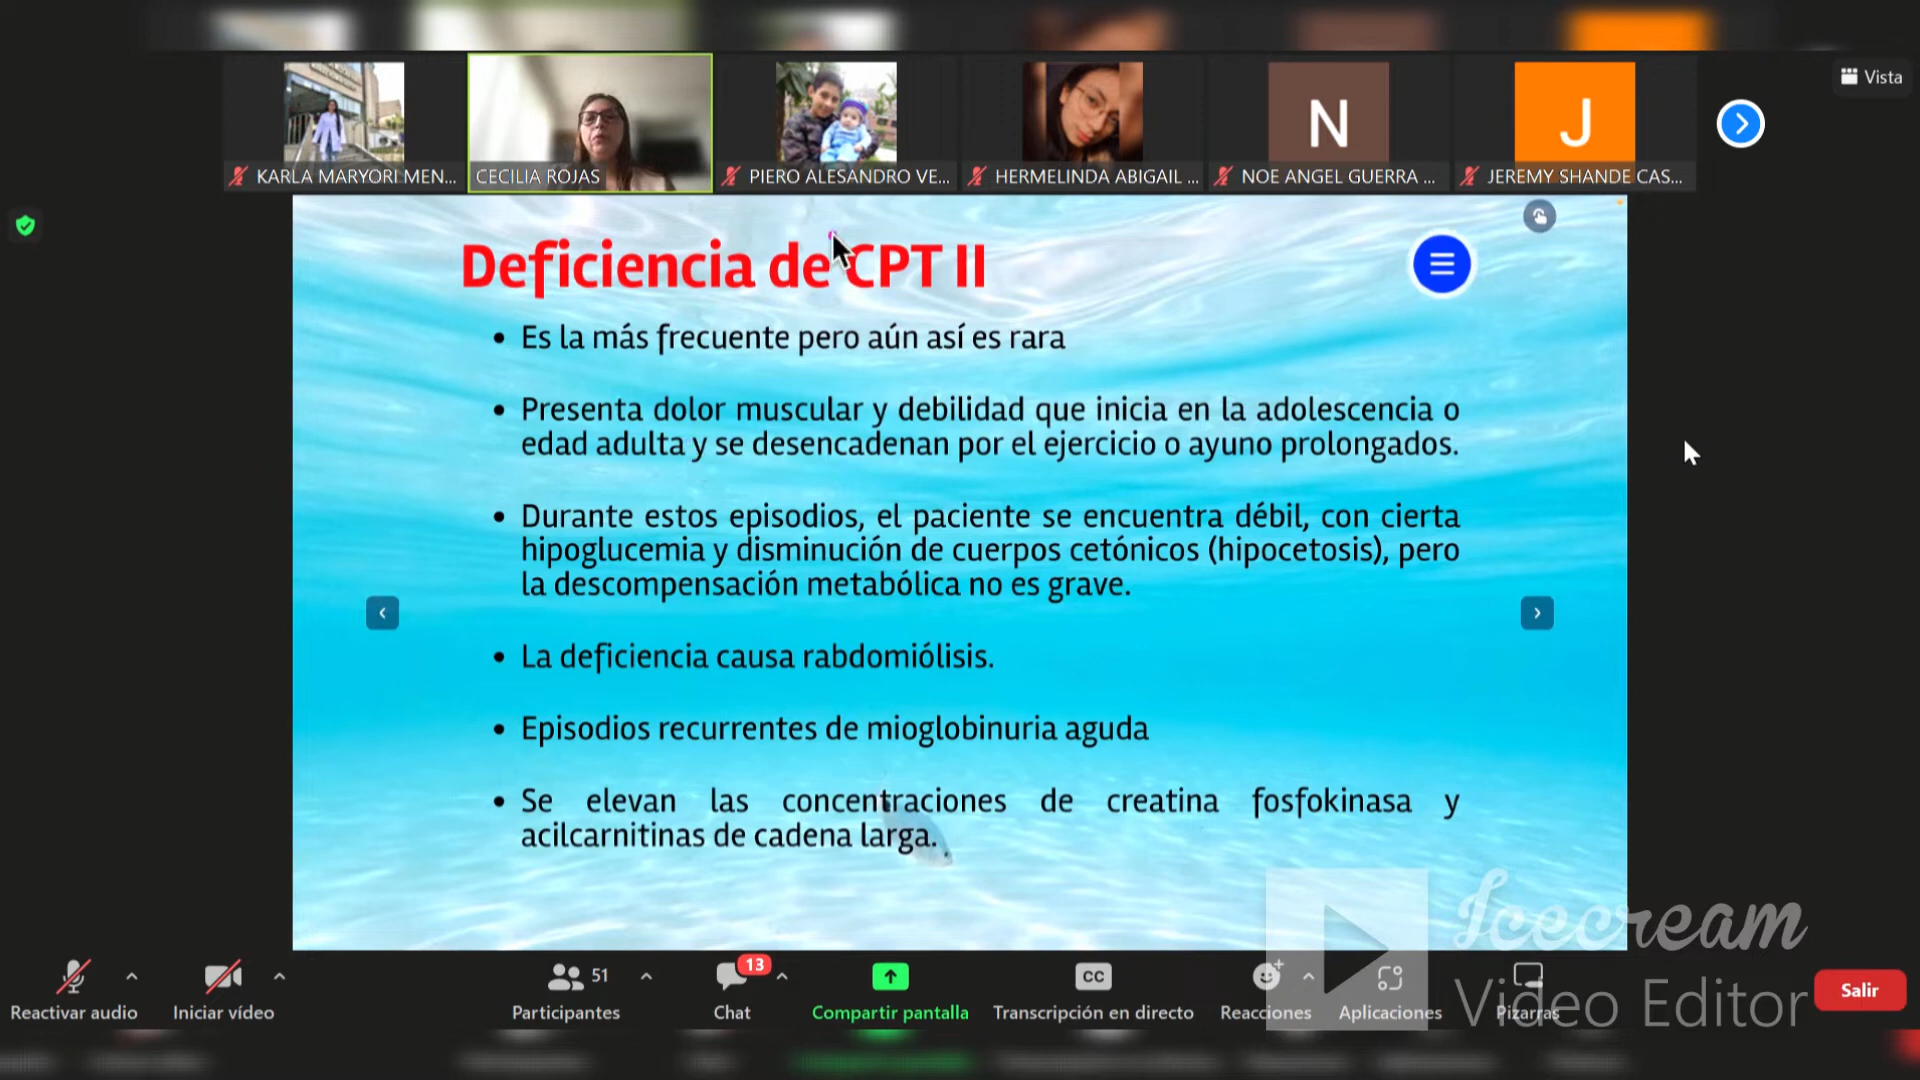 Vista
KARLA MARYORI MEN...
CECILIA ROJAS
PIERO ALESANDRO VE...
HERMELINDA ABIGAIL ...
N
NOE ANGEL GUERRA ...
J
JEREMY SHANDE CAS...
Deficiencia de CPT II
• Es la más frecuente pero aún así es rara
• Presenta dolor muscular y debilidad que inicia en la adolescencia o
edad adulta y se desencadenan por el ejercicio o ayuno prolongados.
• Durante estos episodios, el paciente se encuentra débil, con cierta
hipoglucemia y disminución de cuerpos cetónicos (hipocetosis), pero
la descompensación metabólica no es grave.
• La deficiencia causa rabdomiólisis.
• Episodios recurrentes de mioglobinuria aguda
• Se elevan las concentraciones de creatina fosfokinasa y
acilcarnitinas de cadena larga.
Icecream
Video Editor
Reactivar audio
Iniciar vídeo
51
Participantes
13
Chat
Compartir pantalla
CC
Transcripción en directo
Reacciones
Aplicaciones
Pizarras
Salir